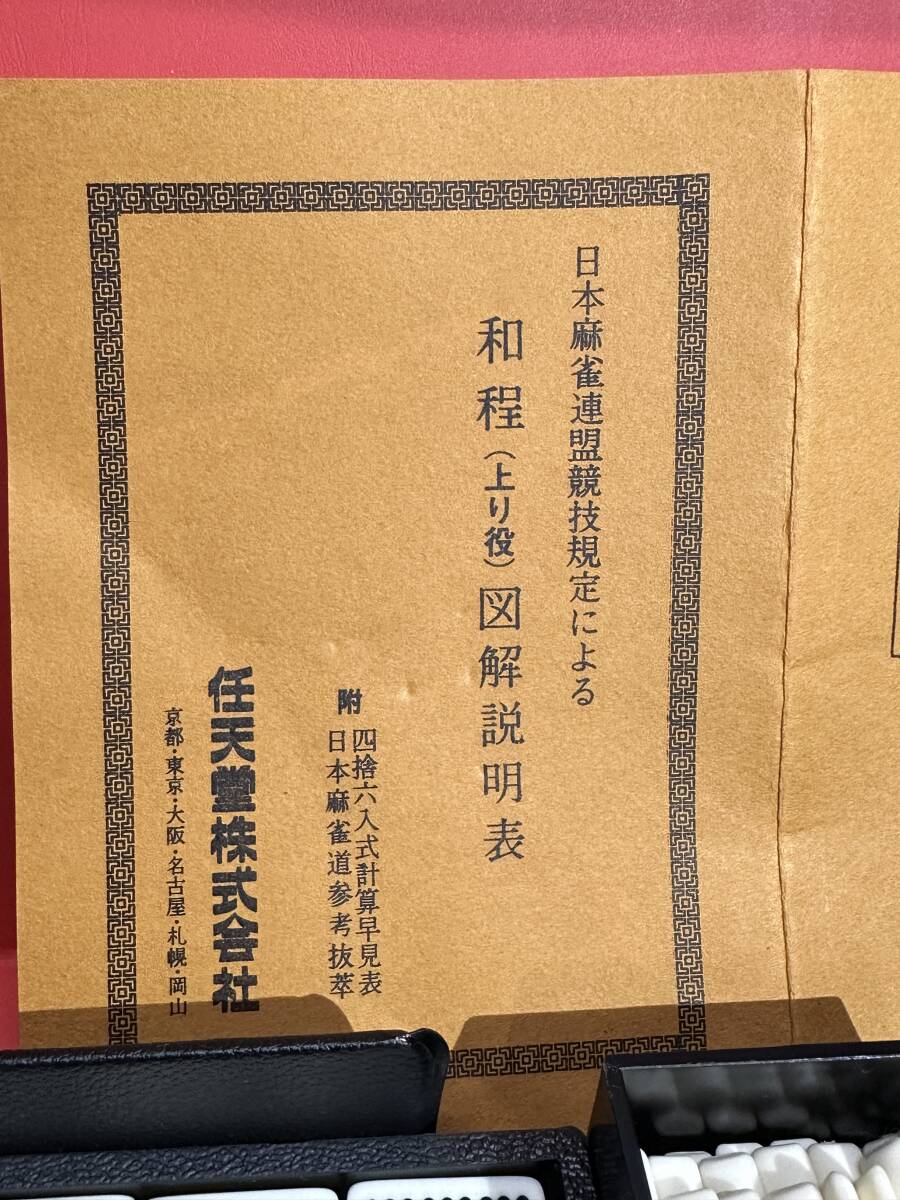 日本麻雀連盟競技規定による
和程(上り役)図解説明表
附
四捨六入式計算早見表
日本麻雀道参考抜萃
任天堂株式会社
京都・東京・大阪・名古屋・札幌・岡山